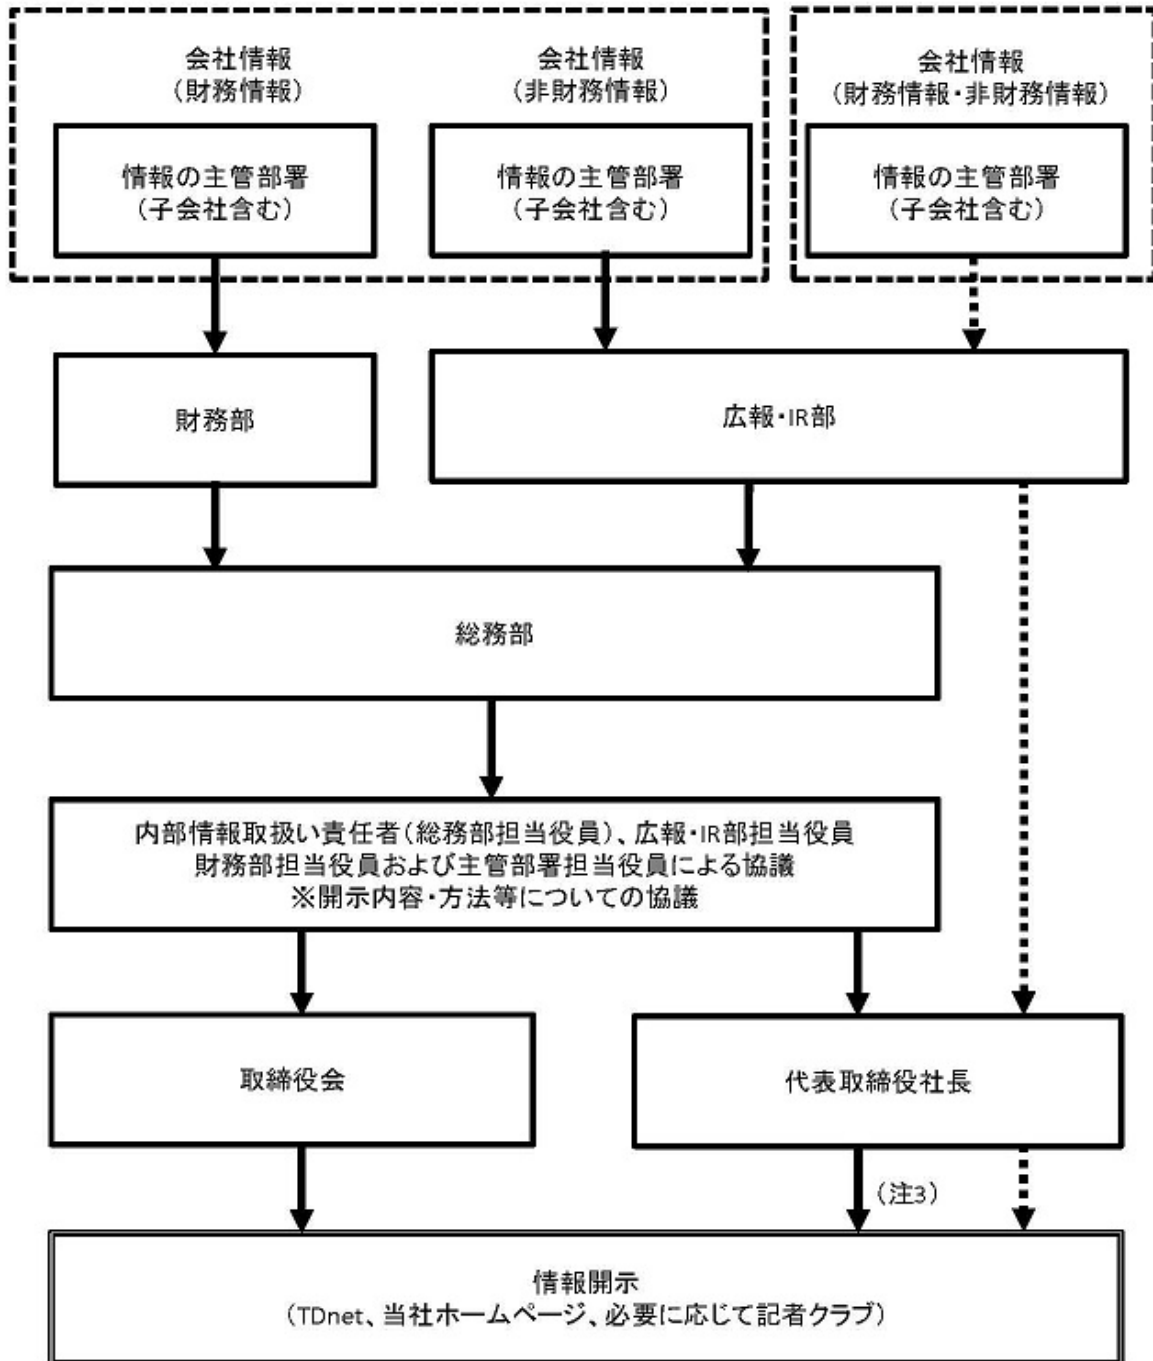 会社情報
（財務情報）
会社情報
（非財務情報）
会社情報
（財務情報・非財務情報）
情報の主管部署
（子会社含む）
情報の主管部署
（子会社含む）
情報の主管部署
（子会社含む）
財務部
広報・IR部
総務部
内部情報取扱い責任者（総務部担当役員）、広報・IR部担当役員
財務部担当役員および主管部署担当役員による協議
※開示内容・方法等についての協議
取締役会
代表取締役社長
（注3）
情報開示
（TDnet、当社ホームページ、必要に応じて記者クラブ）